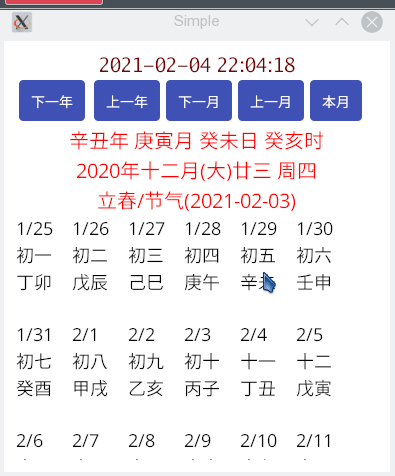 Simple
2021-02-04 22:04:18
下一年 上一年 下一月 上一月 本月
辛丑年 庚寅月 癸未日 癸亥时
2020年十二月(大)廿三 周四
立春/节气(2021-02-03)
1/25 1/26 1/27 1/28 1/29 1/30
初一 初二 初三 初四 初五 初六
丁卯 戊辰 己巳 庚午 辛未 壬申
1/31 2/1 2/2 2/3 2/4 2/5
初七 初八 初九 初十 十一 十二
癸酉 甲戌 乙亥 丙子 丁丑 戊寅
2/6 2/7 2/8 2/9 2/10 2/11